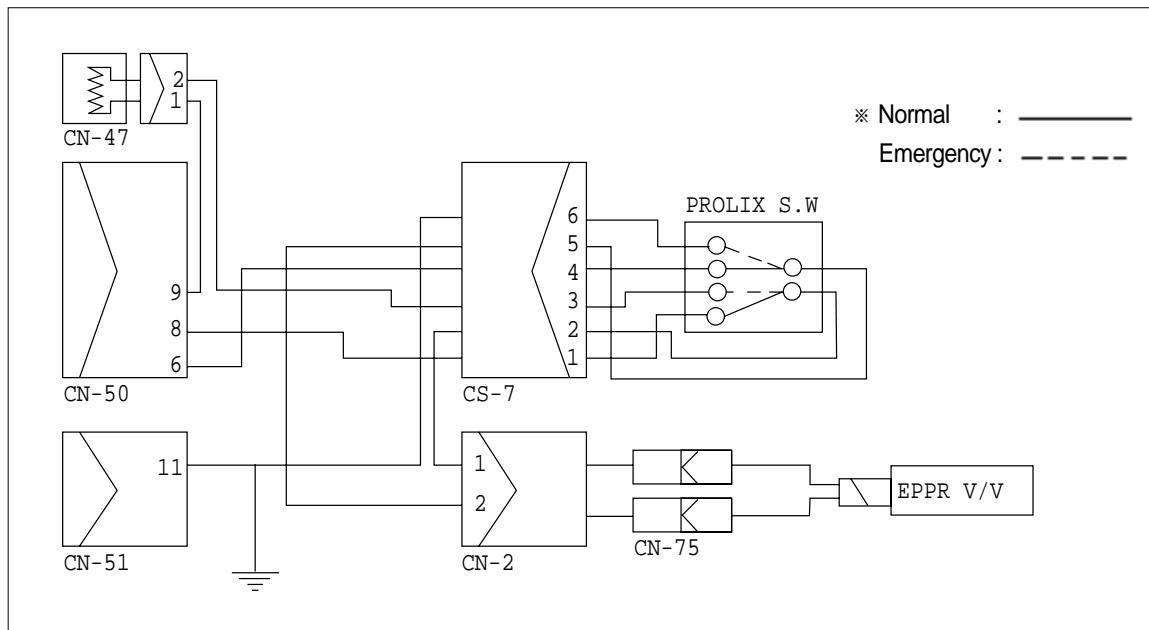 2
1
CN-47
※ Normal :
Emergency :
PROLIX S.W
6
5
4
3
2
1
CS-7
9
8
6
CN-50
11
CN-51
1
2
CN-2
CN-75
EPPR V/V